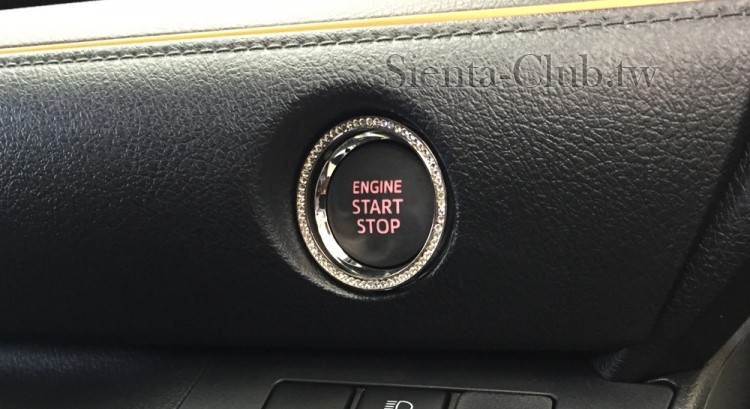 Sienta-Club.tw
ENGINE
START
STOP